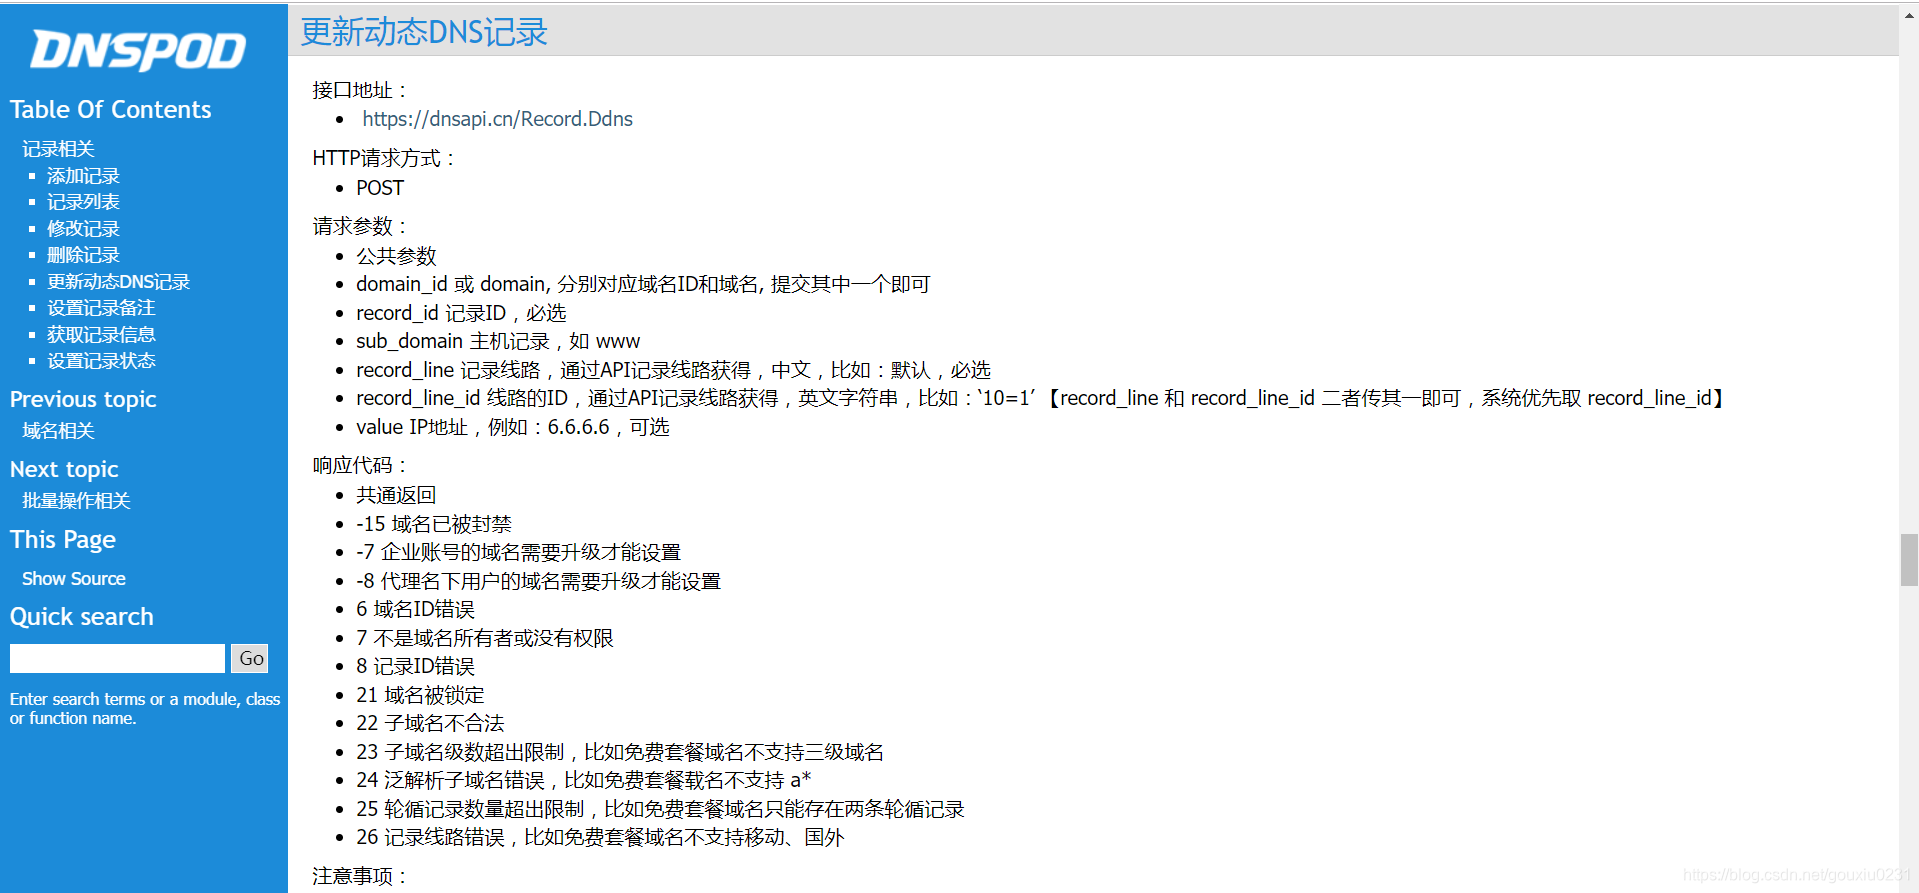 DNSPOD
Table Of Contents
记录相关
添加记录
记录列表
修改记录
删除记录
更新动态DNS记录
设置记录备注
获取记录信息
设置记录状态
Previous topic
域名相关
Next topic
批量操作相关
This Page
Show Source
Quick search
Go
Enter search terms or a module, class
or function name.
更新动态DNS记录
接口地址：
https://dnsapi.cn/Record.Ddns
HTTP请求方式：
POST
请求参数：
公共参数
domain_id 或 domain, 分别对应域名ID和域名, 提交其中一个即可
record_id 记录ID，必选
sub_domain 主机记录，如 www
record_line 记录线路，通过API记录线路获得，中文，比如：默认，必选
record_line_id 线路的ID，通过API记录线路获得，英文字符串，比如：‘10=1’ 【record_line 和 record_line_id 二者传其一即可，系统优先取 record_line_id】
value IP地址，例如：6.6.6.6，可选
响应代码：
共通返回
-15 域名已被封禁
-7 企业账号的域名需要升级才能设置
-8 代理名下用户的域名需要升级才能设置
6 域名ID错误
7 不是域名所有者或没有权限
8 记录ID错误
21 域名被锁定
22 子域名不合法
23 子域名级数超出限制，比如免费套餐域名不支持三级域名
24 泛解析子域名错误，比如免费套餐载名不支持 a*
25 轮循记录数量超出限制，比如免费套餐域名只能存在两条轮循记录
26 记录线路错误，比如免费套餐域名不支持移动、国外
注意事项：
https://blog.csdn.net/gouxiu0231